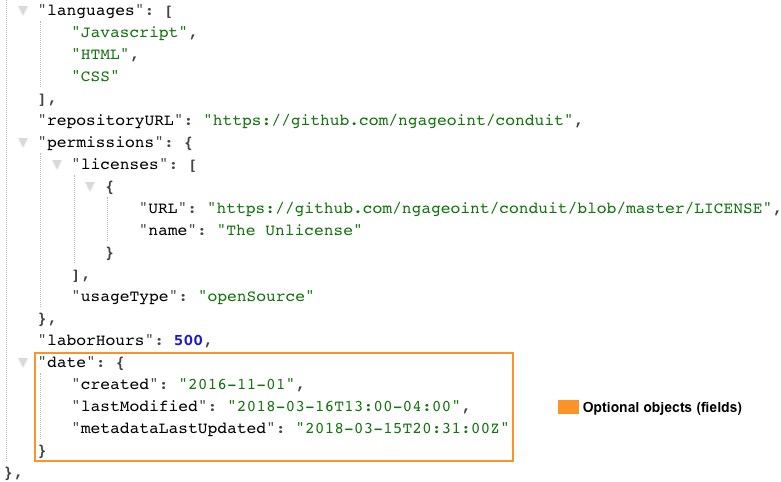 "languages": [
"Javascript",
"HTML",
"CSS"
],
"repositoryURL": "https://github.com/ngageoint/conduit",
"permissions": {
"licenses": [
{
"URL": "https://github.com/ngageoint/conduit/blob/master/LICENSE",
"name": "The Unlicense"
}
],
"usageType": "openSource"
},
"laborHours": 500,
"date": {
"created": "2016-11-01",
"lastModified": "2018-03-16T13:00-04:00",
Optional objects (fields)
"metadataLastUpdated": "2018-03-15T20:31:00Z"
}
},